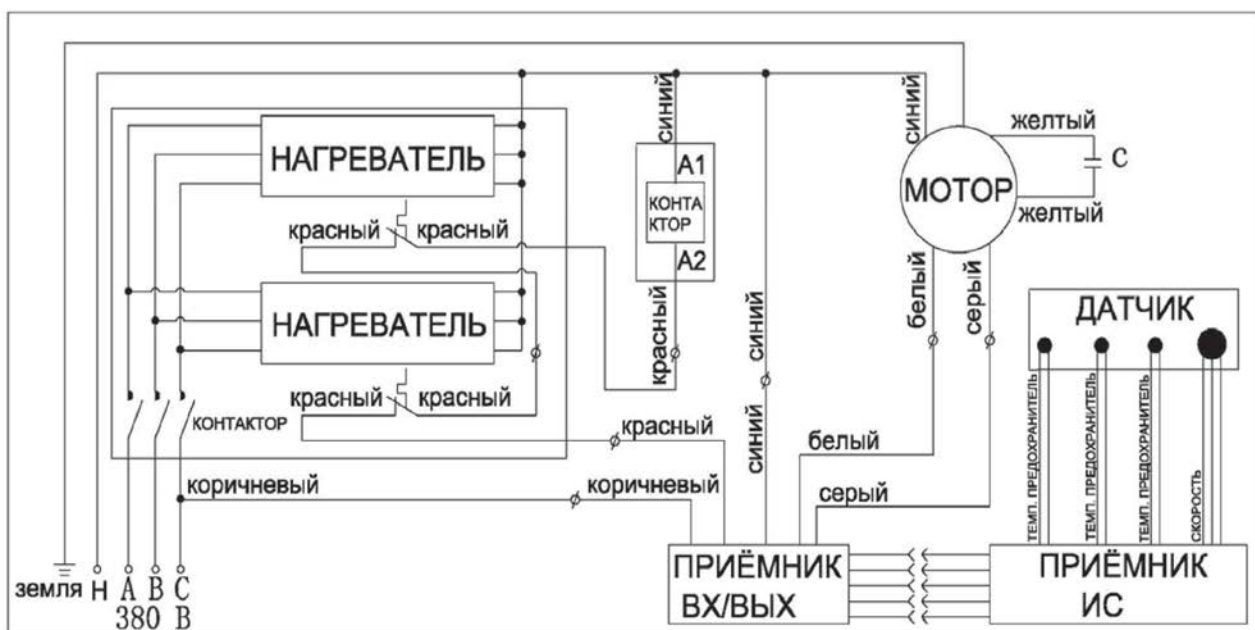 НАГРЕВАТЕЛЬ
синий
А1
КОНТА
КТОР
А2
синий
желтый
С
МОТОР
желтый
красный
красный
НАГРЕВАТЕЛЬ
красный
синий
белый
серый
ДАТЧИК
красный
красный
КОНТАКТОР
красный
синий
белый
ТЕМП. ПРЕДОХРАНИТЕЛЬ
ТЕМП. ПРЕДОХРАНИТЕЛЬ
ТЕМП. ПРЕДОХРАНИТЕЛЬ
СКОРОСТЬ
коричневый
коричневый
серый
ПРИЁМНИК
ВХ/ВЫХ
ПРИЁМНИК
ИС
земля Н А В С
380 В